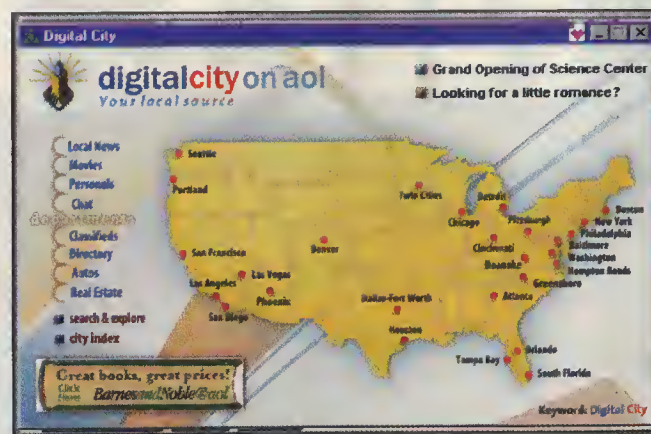 Digital City
digitalcity on aol
Your local source
Grand Opening of Science Center
Looking for a little romance?
Local News
Movies
Personals
Chat
departments
Classifieds
Directory
Autos
Real Estate
search & explore
city index
Seattle
Portland
San Francisco
Las Vegas
Los Angeles
San Diego
Phoenix
Denver
Twin Cities
Chicago
Detroit
Pittsburgh
Cincinnati
Roanoke
Greensboro
Atlanta
Boston
New York
Philadelphia
Baltimore
Washington
Hampton Roads
Dallas-Fort Worth
Houston
Tampa Bay
Orlando
South Florida
Great books, great prices!
Click
Here
BarnesandNoble@aol
Keyword: Digital City